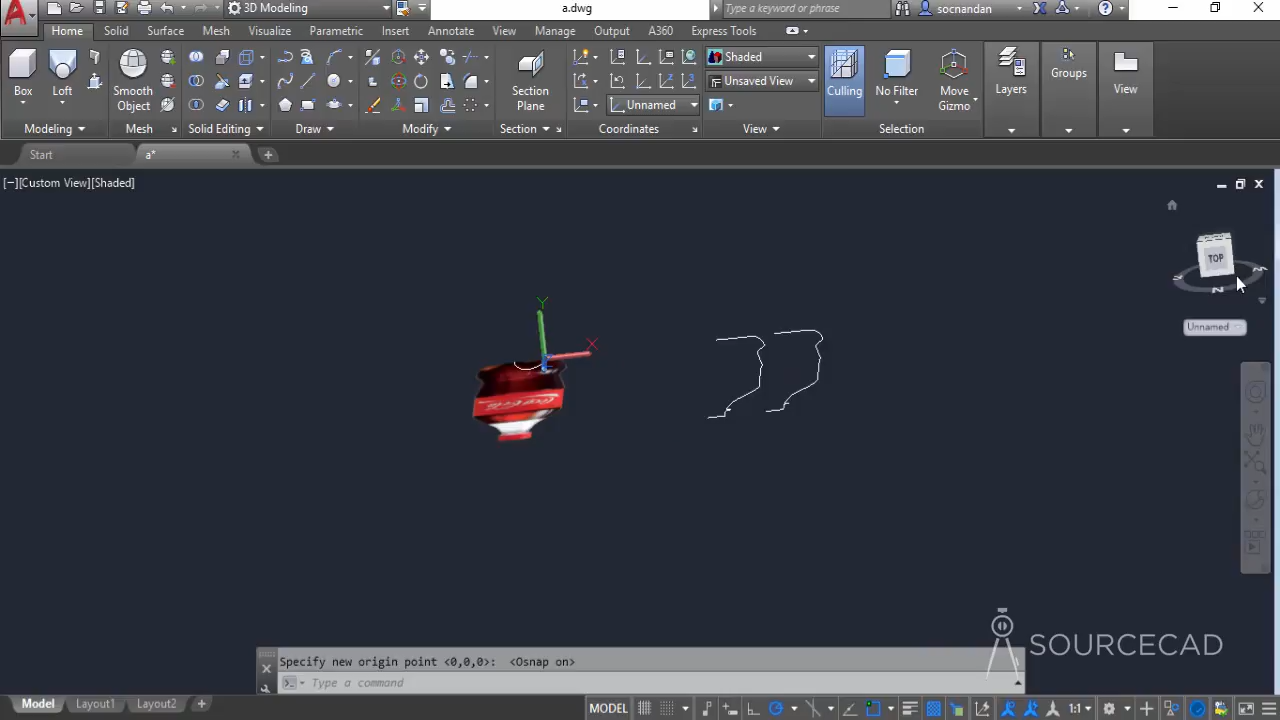 3D Modeling
a.dwg
Type a keyword or phrase
socnandan
Home Solid Surface Mesh Visualize Parametric Insert Annotate View Manage Output A360 Express Tools
Box
Loft
Smooth
Object
Section
Plane
Shaded
Unsaved View
Unnamed
Culling
No Filter
Move
Gizmo
Layers
Groups
View
Modeling
Mesh
Solid Editing
Draw
Modify
Section
Coordinates
View
Selection
Start
a*
[−][Custom View][Shaded]
Y
X
Coca-Cola
TOP
N
Unnamed
Specify new origin point <0,0,0>:  <Osnap on>
Type a command
SOURCECAD
Model
Layout1
Layout2
MODEL
1:1